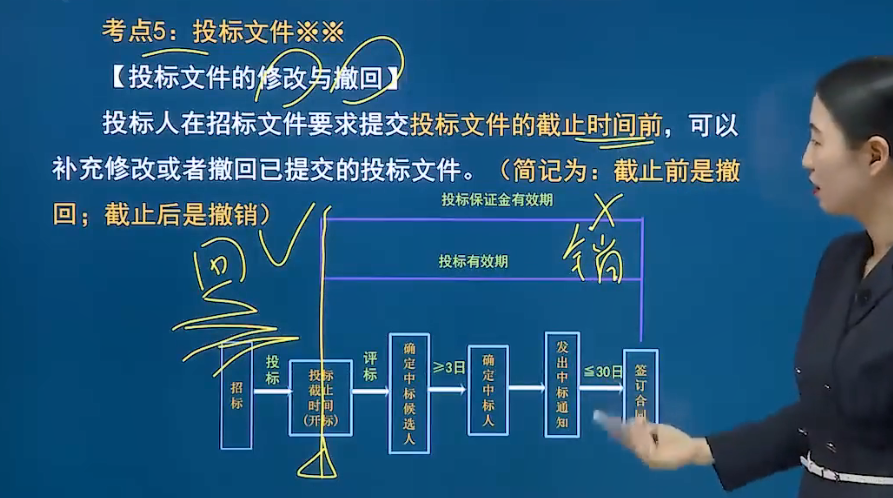 考点5：投标文件※※
【投标文件的修改与撤回】
投标人在招标文件要求提交投标文件的截止时间前，可以
补充修改或者撤回已提交的投标文件。（简记为：截止前是撤
回；截止后是撤销）
投标保证金有效期
回
销
投标有效期
招标
投标
投标截止时间(开标)
评标
确定中标候选人
≥3日
确定中标人
发出中标通知
≦30日
签订合同